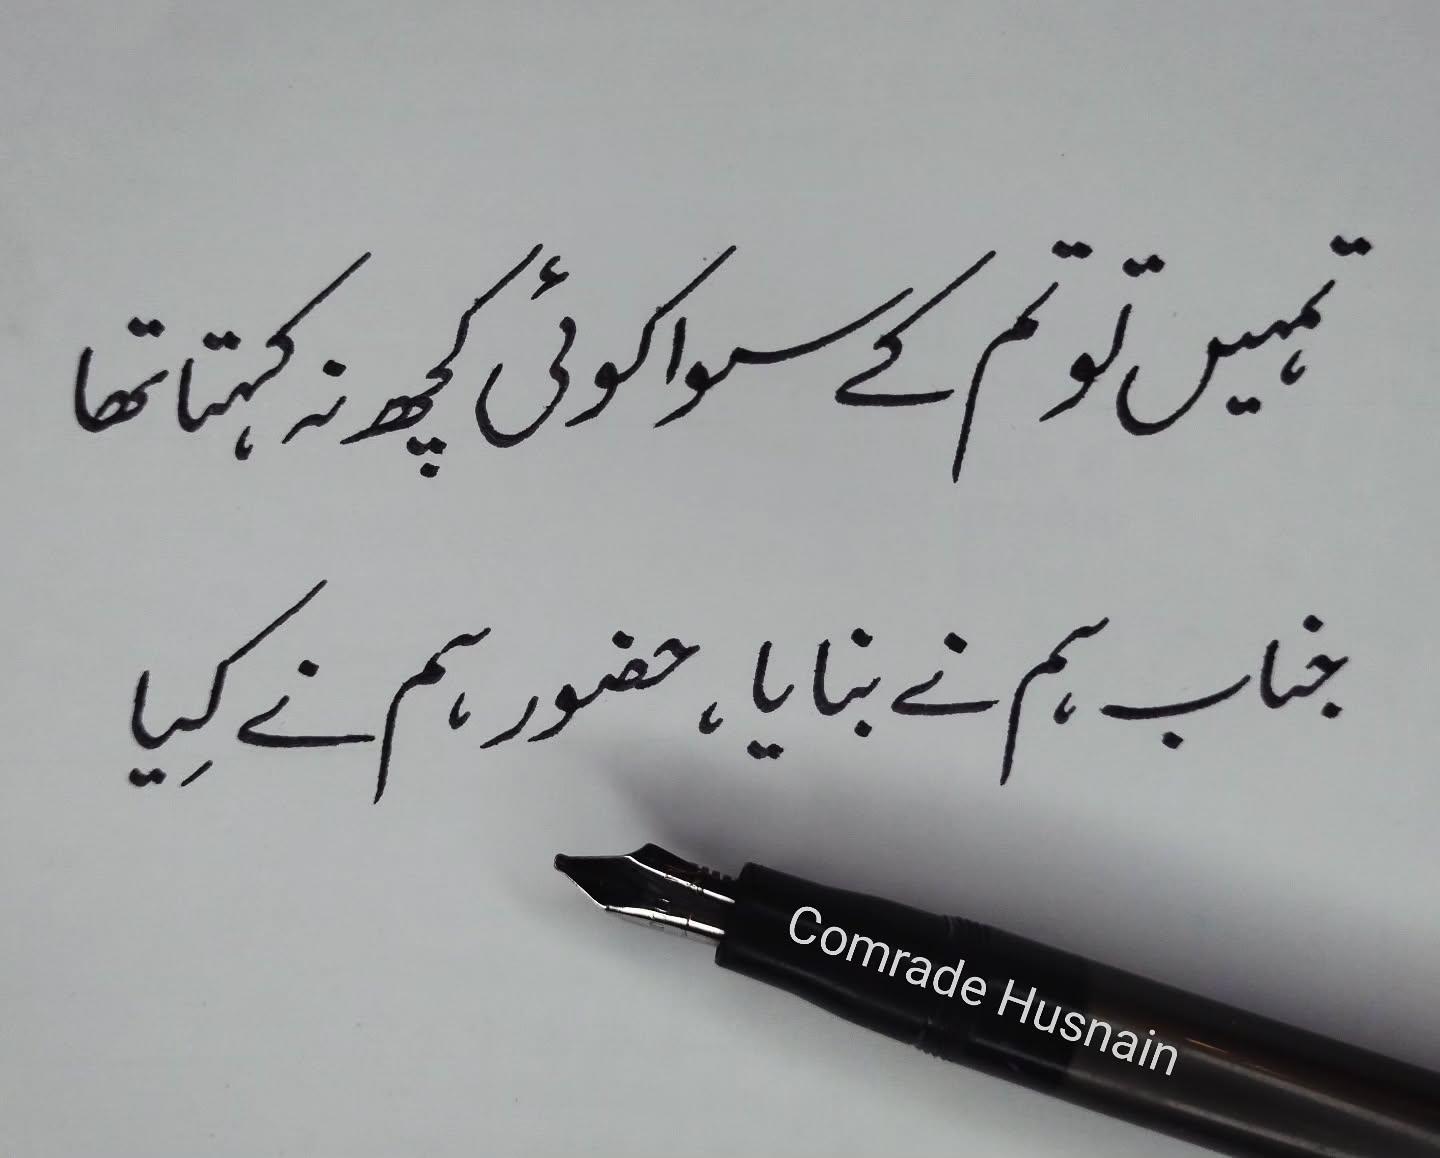 تمہیں تو تم کے سوا کوئی کچھ نہ کہتا تھا
جناب ہم نے بنایا، حضور ہم نے کِیا
Comrade Husnain